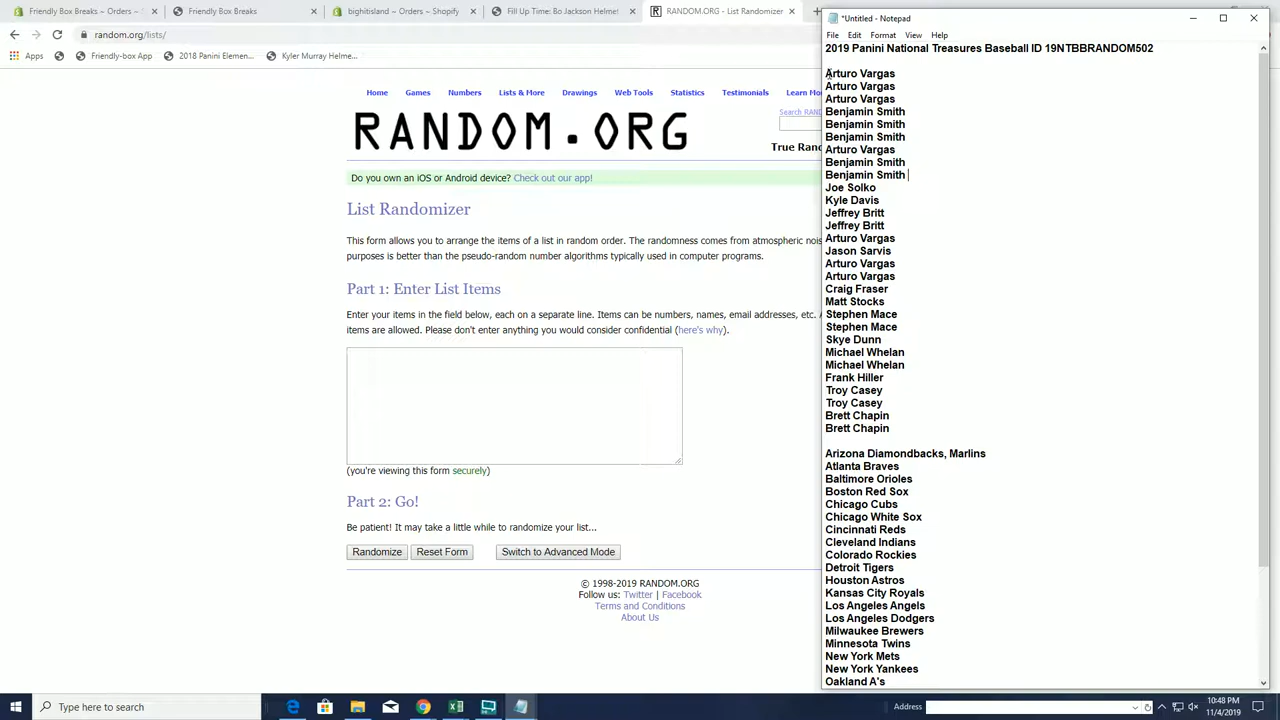 Friendly Box Breaks ~ Orders ~
Friendly Box Breaks
bighitisland ~ Orders ~ Shopify
Fill Up Time: Bo Jackson Helme!
RANDOM.ORG - List Randomizer
random.org/lists/
Apps
Friendly-box App
2018 Panini Elemen...
Kyler Murray Helme...
Home
Games
Numbers
Lists & More
Drawings
Web Tools
Statistics
Testimonials
Learn Mo
Search RAND
RANDOM.ORG
True Rand
Do you own an iOS or Android device? Check out our app!
List Randomizer
This form allows you to arrange the items of a list in random order. The randomness comes from atmospheric nois
purposes is better than the pseudo-random number algorithms typically used in computer programs.
Part 1: Enter List Items
Enter your items in the field below, each on a separate line. Items can be numbers, names, email addresses, etc. A
items are allowed. Please don't enter anything you would consider confidential (here's why).
(you're viewing this form securely)
Part 2: Go!
Be patient! It may take a little while to randomize your list...
Randomize
Reset Form
Switch to Advanced Mode
© 1998-2019 RANDOM.ORG
Follow us: Twitter | Facebook
Terms and Conditions
About Us
*Untitled - Notepad
File Edit Format View Help
2019 Panini National Treasures Baseball ID 19NTBBRANDOM502
Arturo Vargas
Arturo Vargas
Arturo Vargas
Benjamin Smith
Benjamin Smith
Benjamin Smith
Arturo Vargas
Benjamin Smith
Benjamin Smith
Joe Solko
Kyle Davis
Jeffrey Britt
Jeffrey Britt
Arturo Vargas
Jason Sarvis
Arturo Vargas
Arturo Vargas
Craig Fraser
Matt Stocks
Stephen Mace
Stephen Mace
Skye Dunn
Michael Whelan
Michael Whelan
Frank Hiller
Troy Casey
Troy Casey
Brett Chapin
Brett Chapin
Arizona Diamondbacks, Marlins
Atlanta Braves
Baltimore Orioles
Boston Red Sox
Chicago Cubs
Chicago White Sox
Cincinnati Reds
Cleveland Indians
Colorado Rockies
Detroit Tigers
Houston Astros
Kansas City Royals
Los Angeles Angels
Los Angeles Dodgers
Milwaukee Brewers
Minnesota Twins
New York Mets
New York Yankees
Oakland A's
Type here to search
Address
10:48 PM
11/4/2019